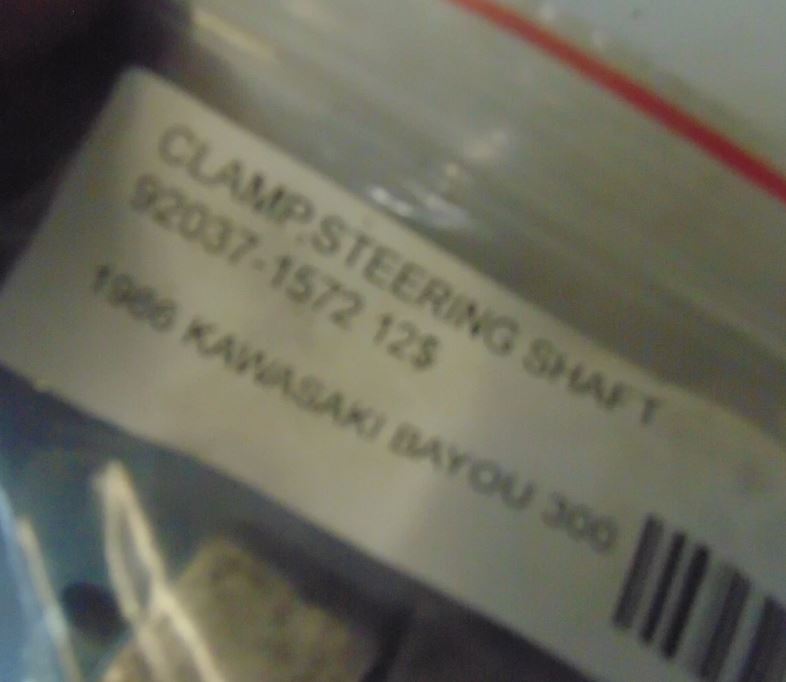 CLAMP,STEERING SHAFT
92037-1572 12$
1986 KAWASAKI BAYOU 300